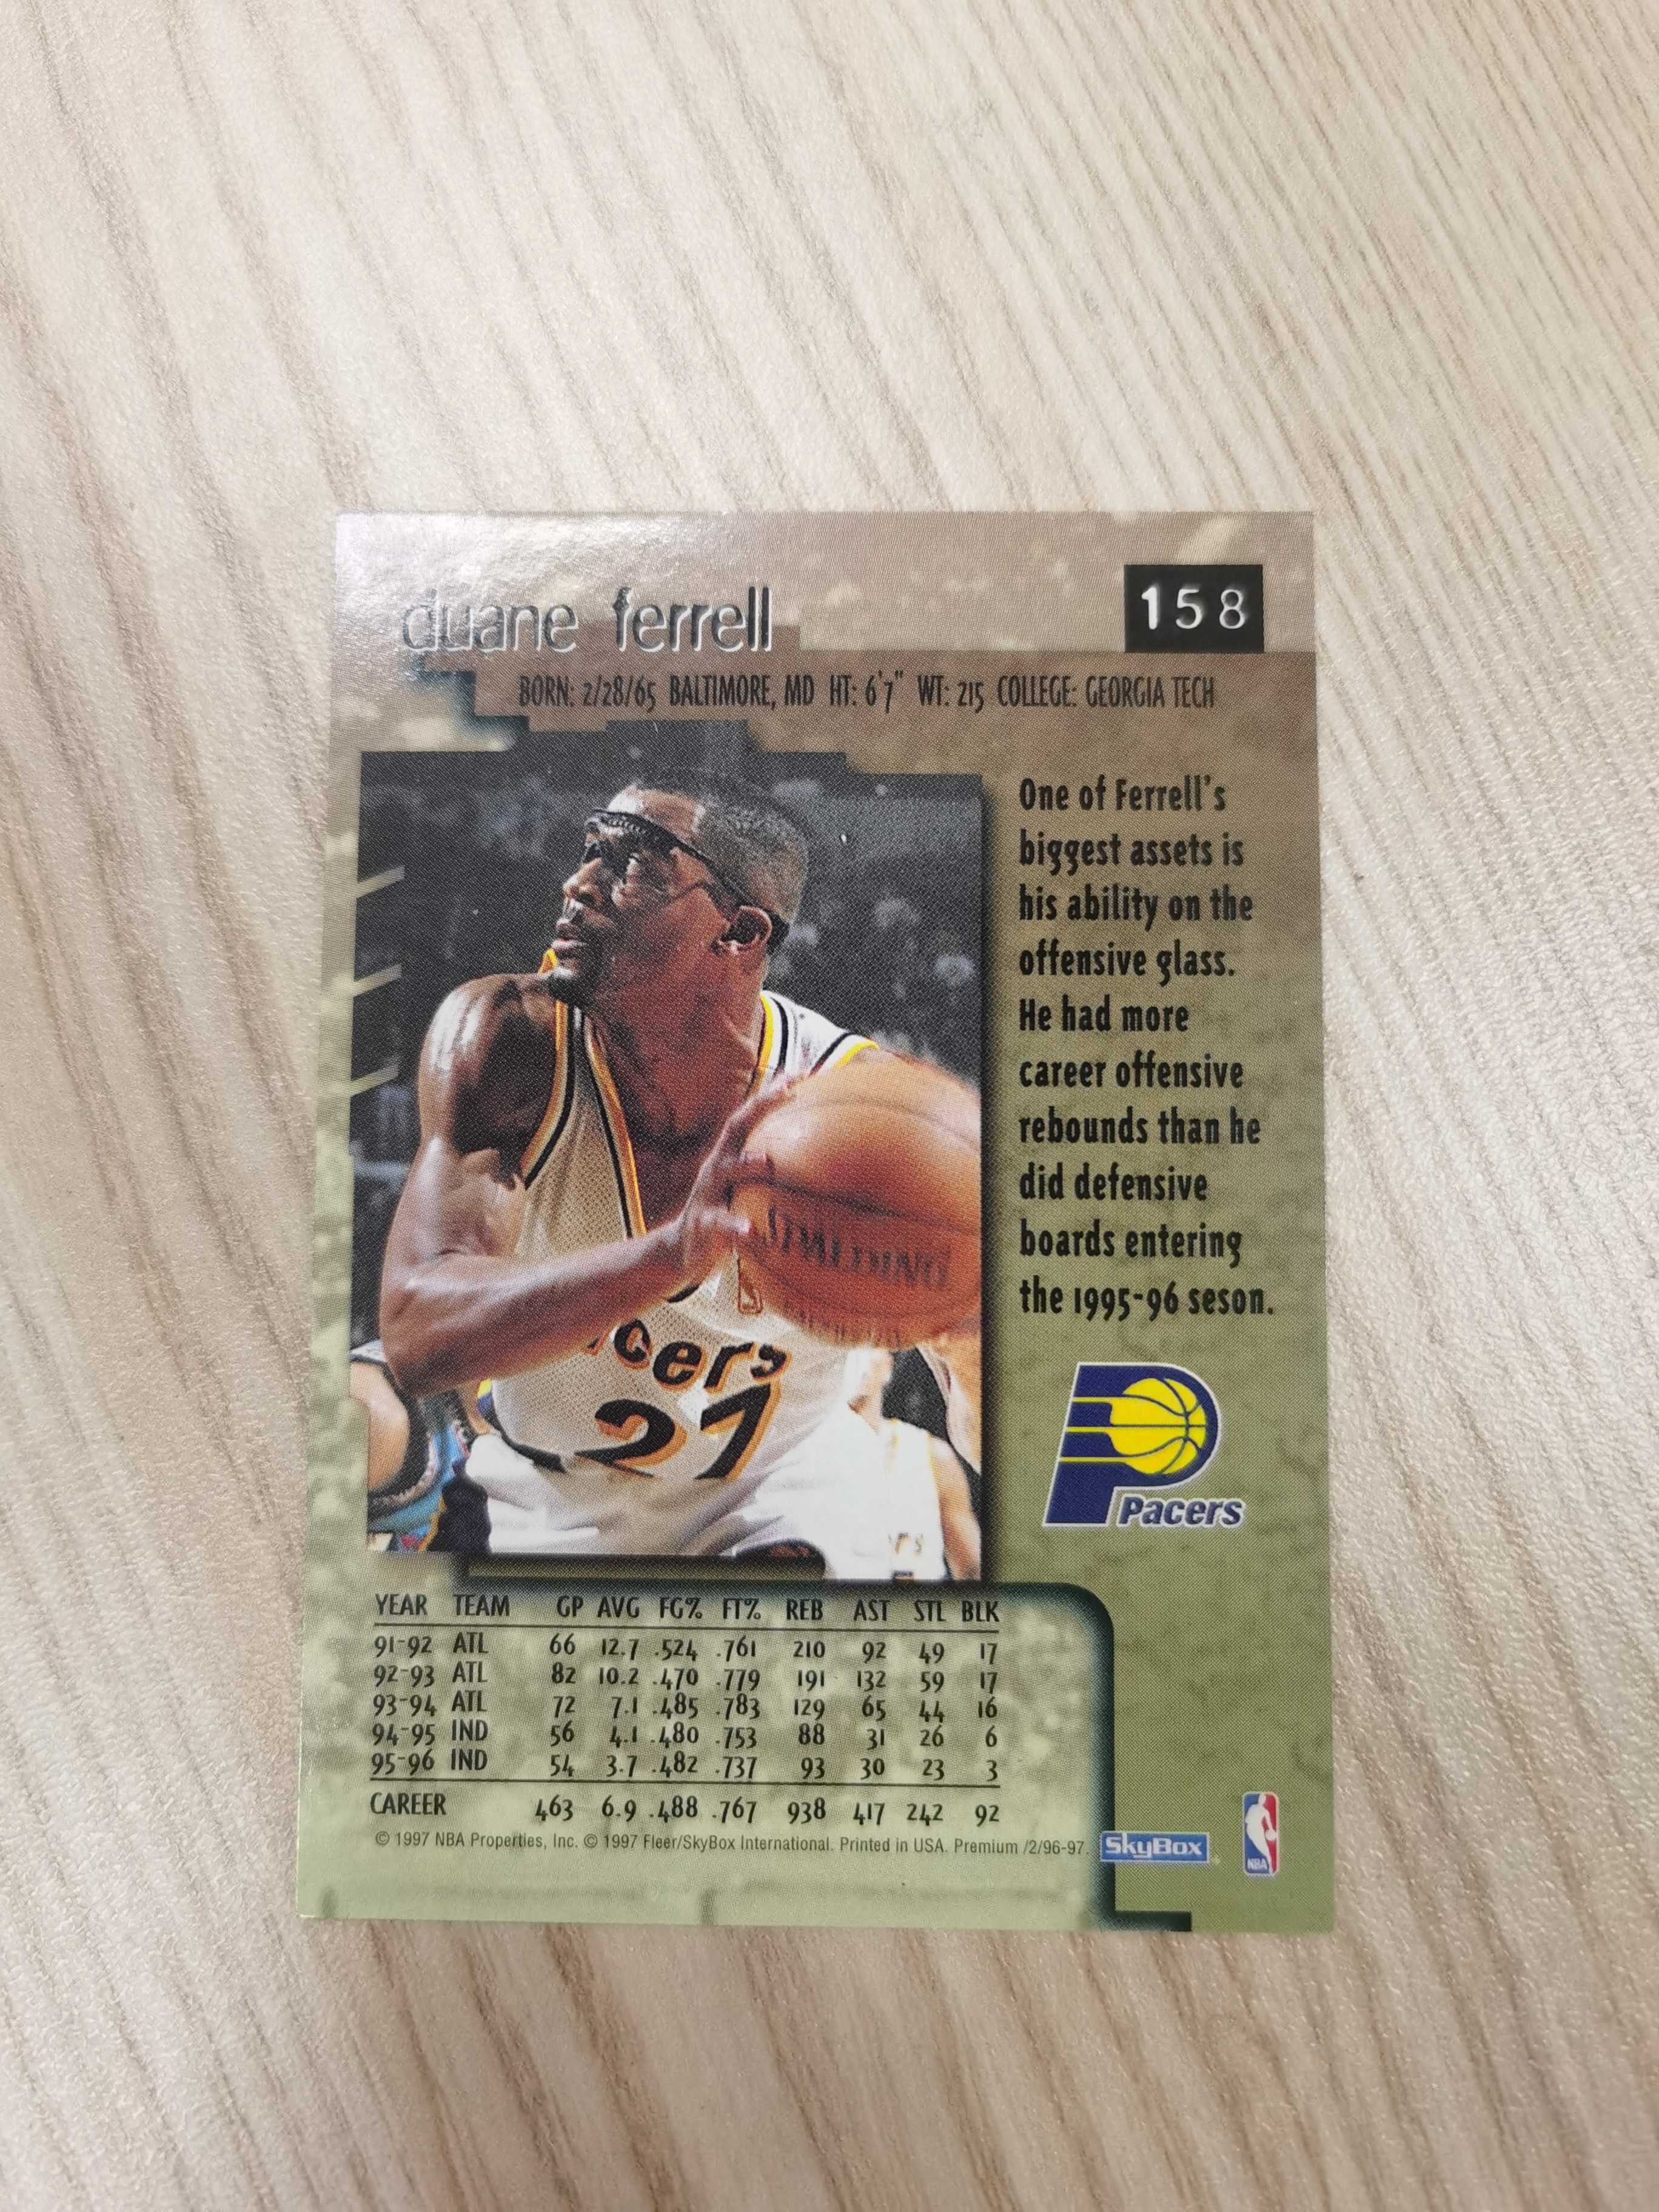 duane ferrell
158
BORN: 2/28/65 BALTIMORE, MD HT: 6'7" WT: 215 COLLEGE: GEORGIA TECH
One of Ferrell's
biggest assets is
his ability on the
offensive glass.
He had more
career offensive
rebounds than he
did defensive
boards entering
the 1995-96 seson.
SPALDING
acers
27
Pacers
YEAR TEAM GP AVG FG% FT% REB AST STL BLK
91-92 ATL 66 12.7 .524 .761 210 92 49 17
92-93 ATL 82 10.2 .470 .779 191 132 59 17
93-94 ATL 72 7.1 .485 .783 129 65 44 16
94-95 IND 56 4.1 .480 .753 88 31 26 6
95-96 IND 54 3.7 .482 .737 93 30 23 3
CAREER 463 6.9 .488 .767 938 417 242 92
© 1997 NBA Properties, Inc. © 1997 Fleer/SkyBox International. Printed in USA. Premium /2/96-97.
SkyBox
NBA